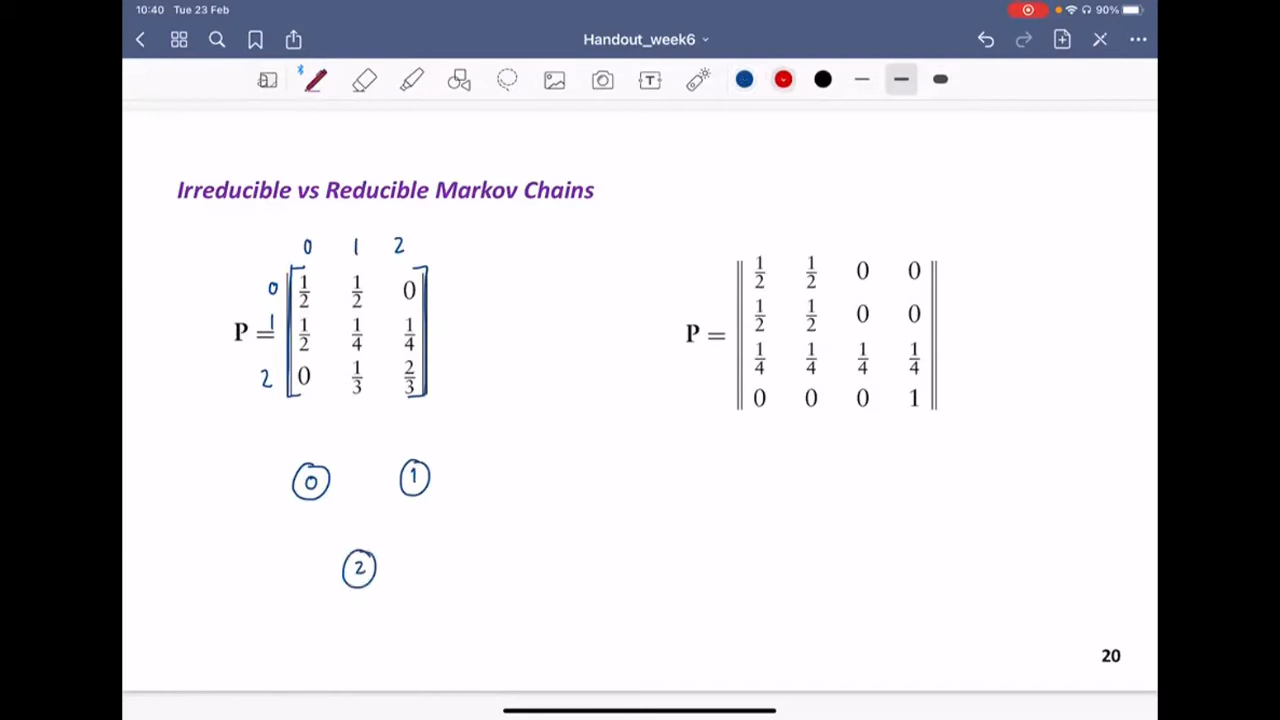 10:40 Tue 23 Feb 90%
Handout_week6
T
Irreducible vs Reducible Markov Chains
0 1 2
0 1/2 1/2 0
P = 1 1/2 1/4 1/4
2 0 1/3 2/3
P =
1/2 1/2 0 0
1/2 1/2 0 0
1/4 1/4 1/4 1/4
0 0 0 1
0 1
2
20